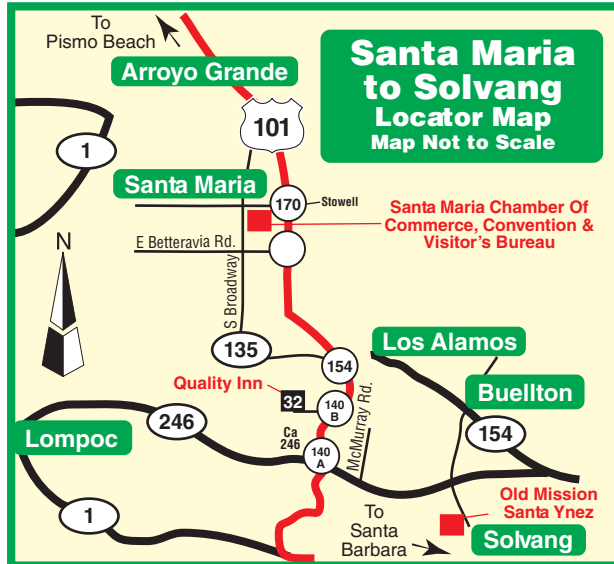 To
Pismo Beach
Arroyo Grande
Santa Maria
to Solvang
Locator Map
Map Not to Scale
101
1
Santa Maria
170
Stowell
Santa Maria Chamber Of
Commerce, Convention &
Visitor's Bureau
N
E Betteravia Rd.
S Broadway
135
154
Los Alamos
Quality Inn
32
140
B
Buellton
246
Ca
246
McMurray Rd.
154
Lompoc
140
A
1
To
Santa
Barbara
Old Mission
Santa Ynez
Solvang